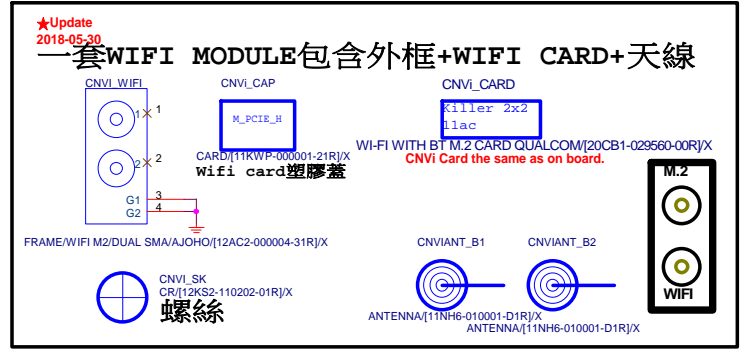 ★Update
2018-05-30
一套WIFI MODULE包含外框+WIFI CARD+天線
CNVI_WIFI
CNVi_CAP
CNVi_CARD
1
1
2
2
G1
3
G2
4
M_PCIE_H
Killer 2x2
11ac
CARD/[11KWP-000001-21R]/X
Wifi card塑膠蓋
WI-FI WITH BT M.2 CARD QUALCOMM/[20CB1-029560-00R]/X
CNVi Card the same as on board.
M.2
WIFI
FRAME/WIFI M2/DUAL SMA/AJOHO/[12AC2-000004-31R]/X
CNVIANT_B1
CNVIANT_B2
CNVI_SK
CR/[12KS2-110202-01R]/X
螺絲
ANTENNA/[11NH6-010001-D1R]/X
ANTENNA/[11NH6-010001-D1R]/X